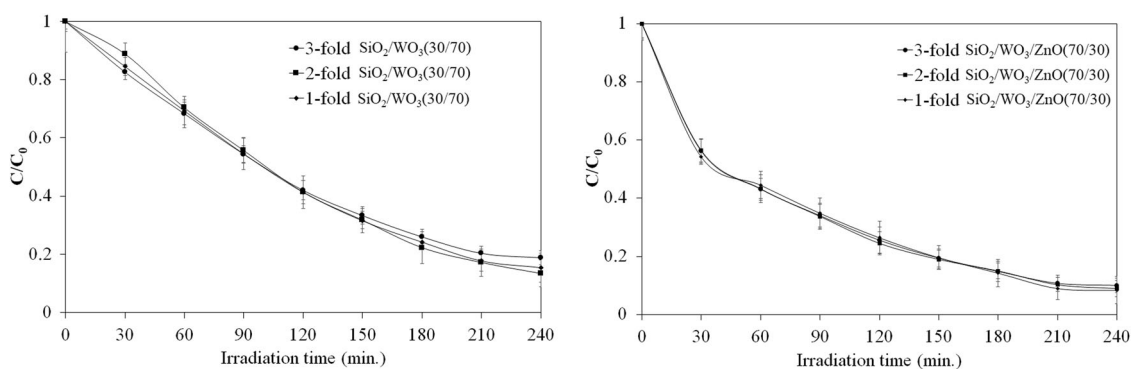 1
0.8
0.6
0.4
0.2
0
C/C₀
0 30 60 90 120 150 180 210 240
Irradiation time (min.)
3-fold SiO₂/WO₃(30/70)
2-fold SiO₂/WO₃(30/70)
1-fold SiO₂/WO₃(30/70)
1
0.8
0.6
0.4
0.2
0
C/C₀
0 30 60 90 120 150 180 210 240
Irradiation time (min.)
3-fold SiO₂/WO₃/ZnO(70/30)
2-fold SiO₂/WO₃/ZnO(70/30)
1-fold SiO₂/WO₃/ZnO(70/30)